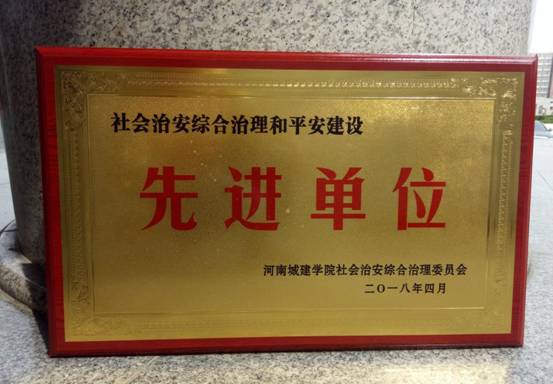 社会治安综合治理和平安建设
先进单位
河南城建学院社会治安综合治理委员会
二〇一八年四月